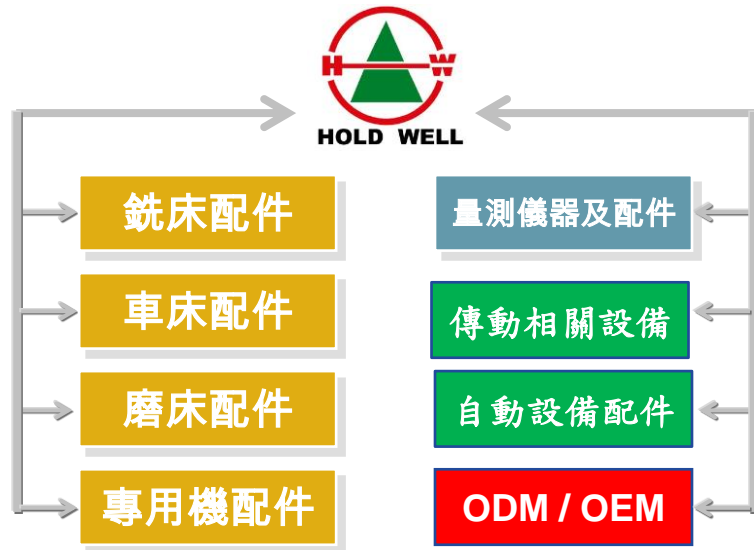 H W
HOLD WELL
銑床配件
量測儀器及配件
車床配件
傳動相關設備
磨床配件
自動設備配件
專用機配件
ODM / OEM